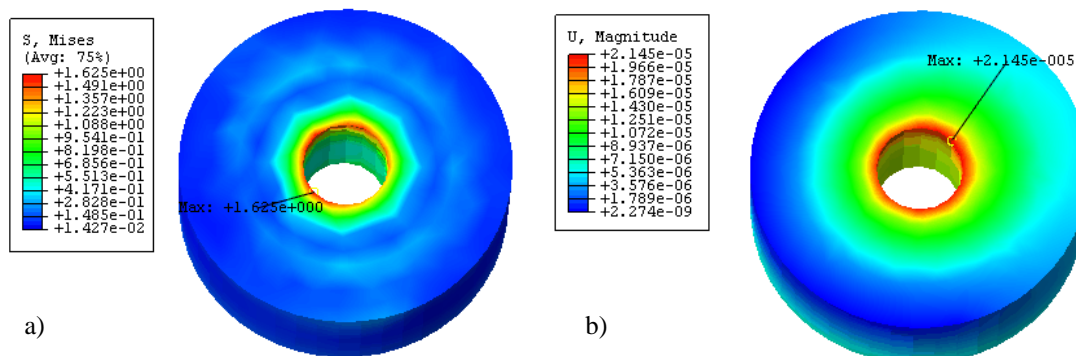 S, Mises
(Avg: 75%)
+1.625e+00
+1.491e+00
+1.357e+00
+1.223e+00
+1.088e+00
+9.541e-01
+8.198e-01
+6.856e-01
+5.513e-01
+4.171e-01
+2.828e-01
+1.485e-01
+1.427e-02
Max: +1.625e+000
a)
U, Magnitude
+2.145e-05
+1.966e-05
+1.787e-05
+1.609e-05
+1.430e-05
+1.251e-05
+1.072e-05
+8.937e-06
+7.150e-06
+5.363e-06
+3.576e-06
+1.789e-06
+2.274e-09
Max: +2.145e-005
b)